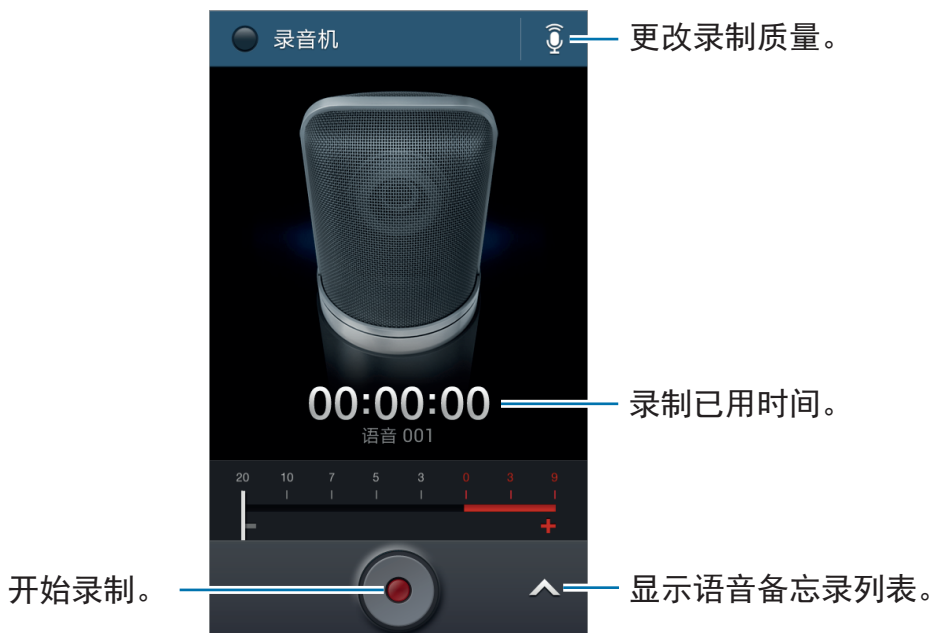 录音机
更改录制质量。
00:00:00
录制已用时间。
语音 001
20 10 7 5 3 0 3 9
- +
开始录制。
显示语音备忘录列表。